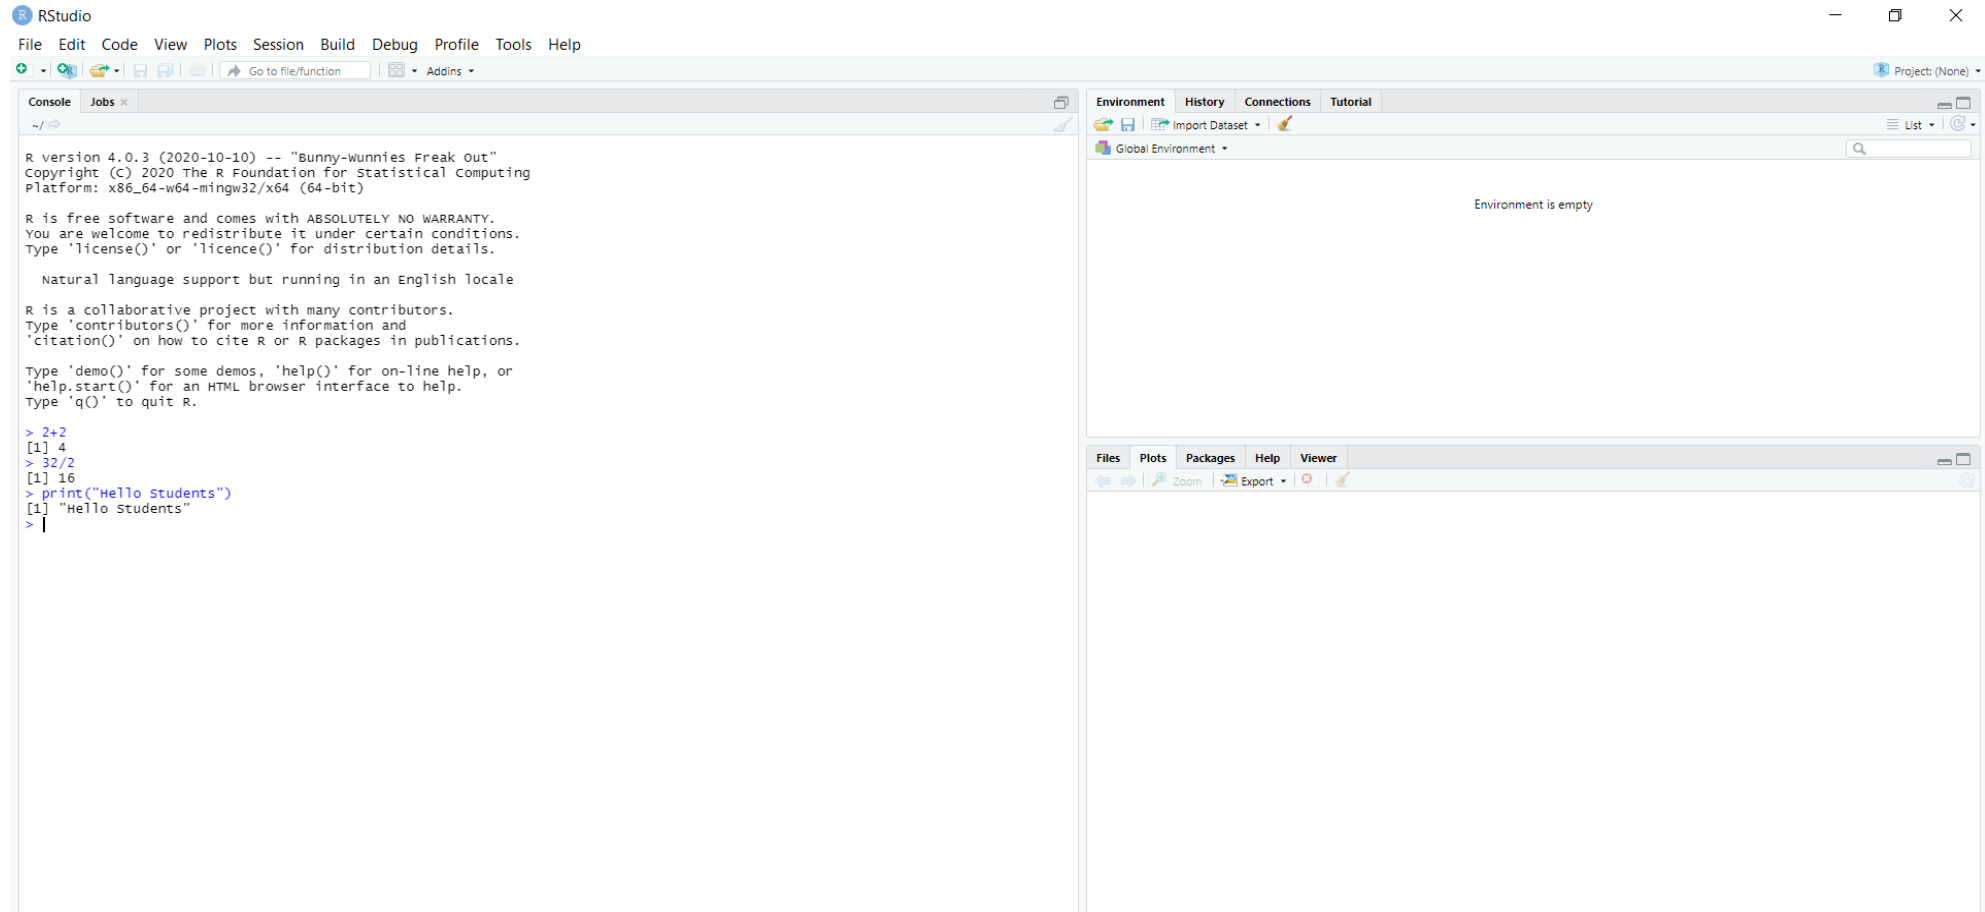 RStudio
File Edit Code View Plots Session Build Debug Profile Tools Help
Go to file/function Addins Project: (None)
Console Jobs
~/
R version 4.0.3 (2020-10-10) -- "Bunny-Wunnies Freak Out"
Copyright (C) 2020 The R Foundation for Statistical Computing
Platform: x86_64-w64-mingw32/x64 (64-bit)
R is free software and comes with ABSOLUTELY NO WARRANTY.
You are welcome to redistribute it under certain conditions.
Type 'license()' or 'licence()' for distribution details.
Natural language support but running in an English locale
R is a collaborative project with many contributors.
Type 'contributors()' for more information and
'citation()' on how to cite R or R packages in publications.
Type 'demo()' for some demos, 'help()' for on-line help, or
'help.start()' for an HTML browser interface to help.
Type 'q()' to quit R.
> 2+2
[1] 4
> 32/2
[1] 16
> print("Hello Students")
[1] "Hello Students"
>
Environment History Connections Tutorial
Import Dataset List
Global Environment
Environment is empty
Files Plots Packages Help Viewer
Zoom Export